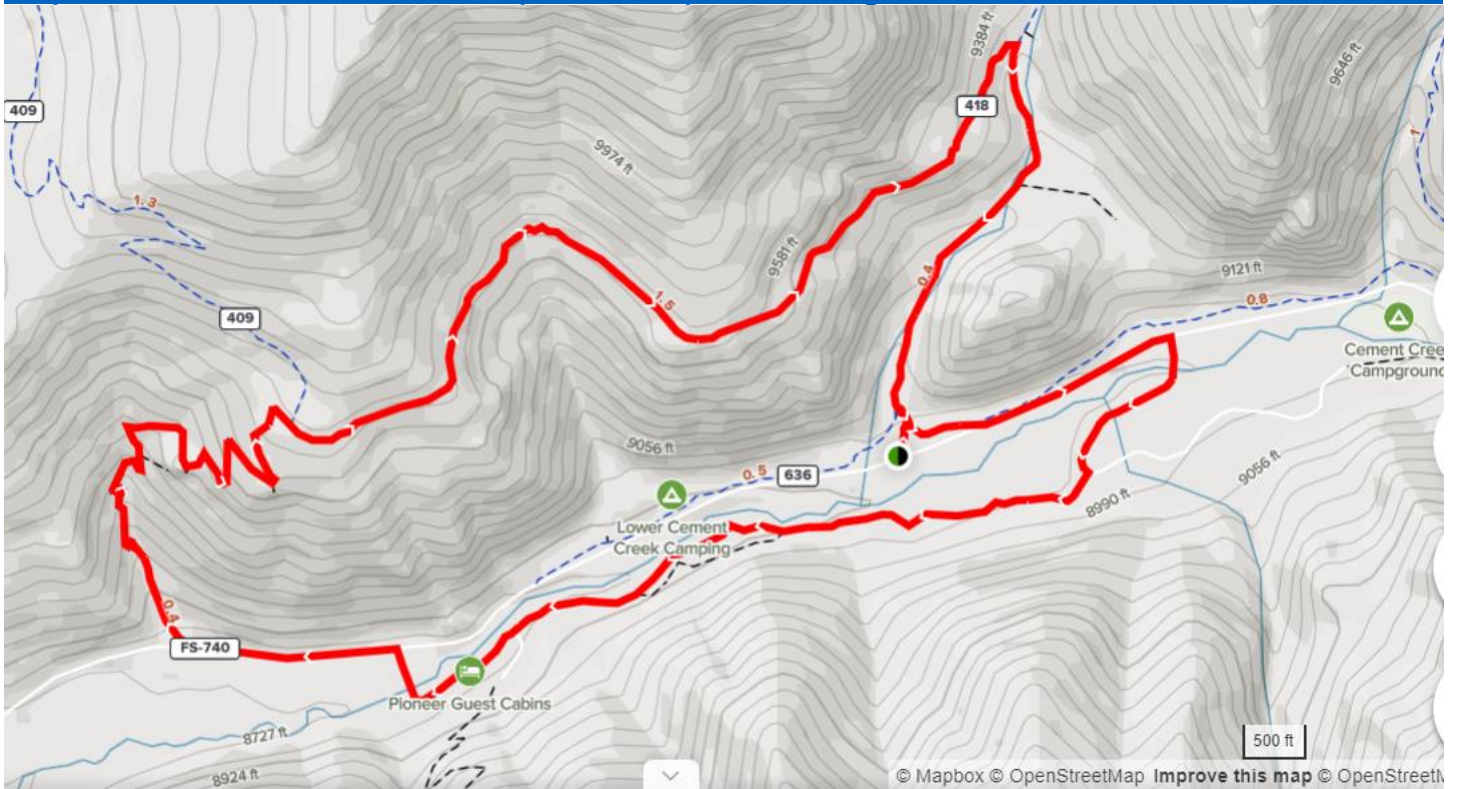 9384 ft
9646 ft
409
418
1
9974 ft
1.3
9581 ft
0.4
9121 ft
1.5
0.8
409
Cement Cree
Campground
9056 ft
0.5
636
9056 ft
8990 ft
Lower Cement
Creek Camping
0.4
FS-740
Pioneer Guest Cabins
8727 ft
500 ft
8924 ft
© Mapbox © OpenStreetMap Improve this map © OpenStreetM